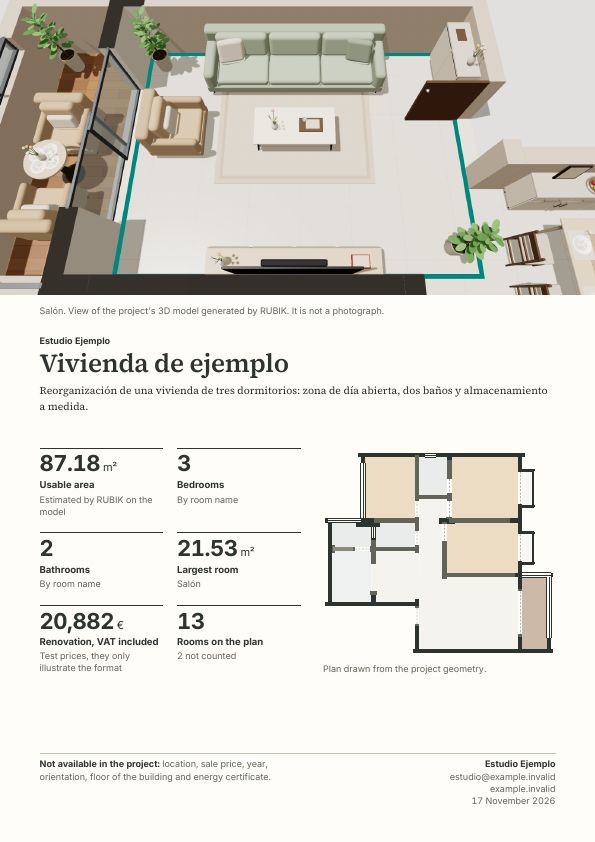 Salón. View of the project's 3D model generated by RUBIK. It is not a photograph.
Estudio Ejemplo
Vivienda de ejemplo
Reorganización de una vivienda de tres dormitorios: zona de día abierta, dos baños y almacenamiento
a medida.
87.18 m²
Usable area
Estimated by RUBIK on the
model
3
Bedrooms
By room name
2
Bathrooms
By room name
21.53 m²
Largest room
Salón
20,882 €
Renovation, VAT included
Test prices, they only
illustrate the format
13
Rooms on the plan
2 not counted
Plan drawn from the project geometry.
Not available in the project: location, sale price, year,
orientation, floor of the building and energy certificate.
Estudio Ejemplo
estudio@example.invalid
example.invalid
17 November 2026